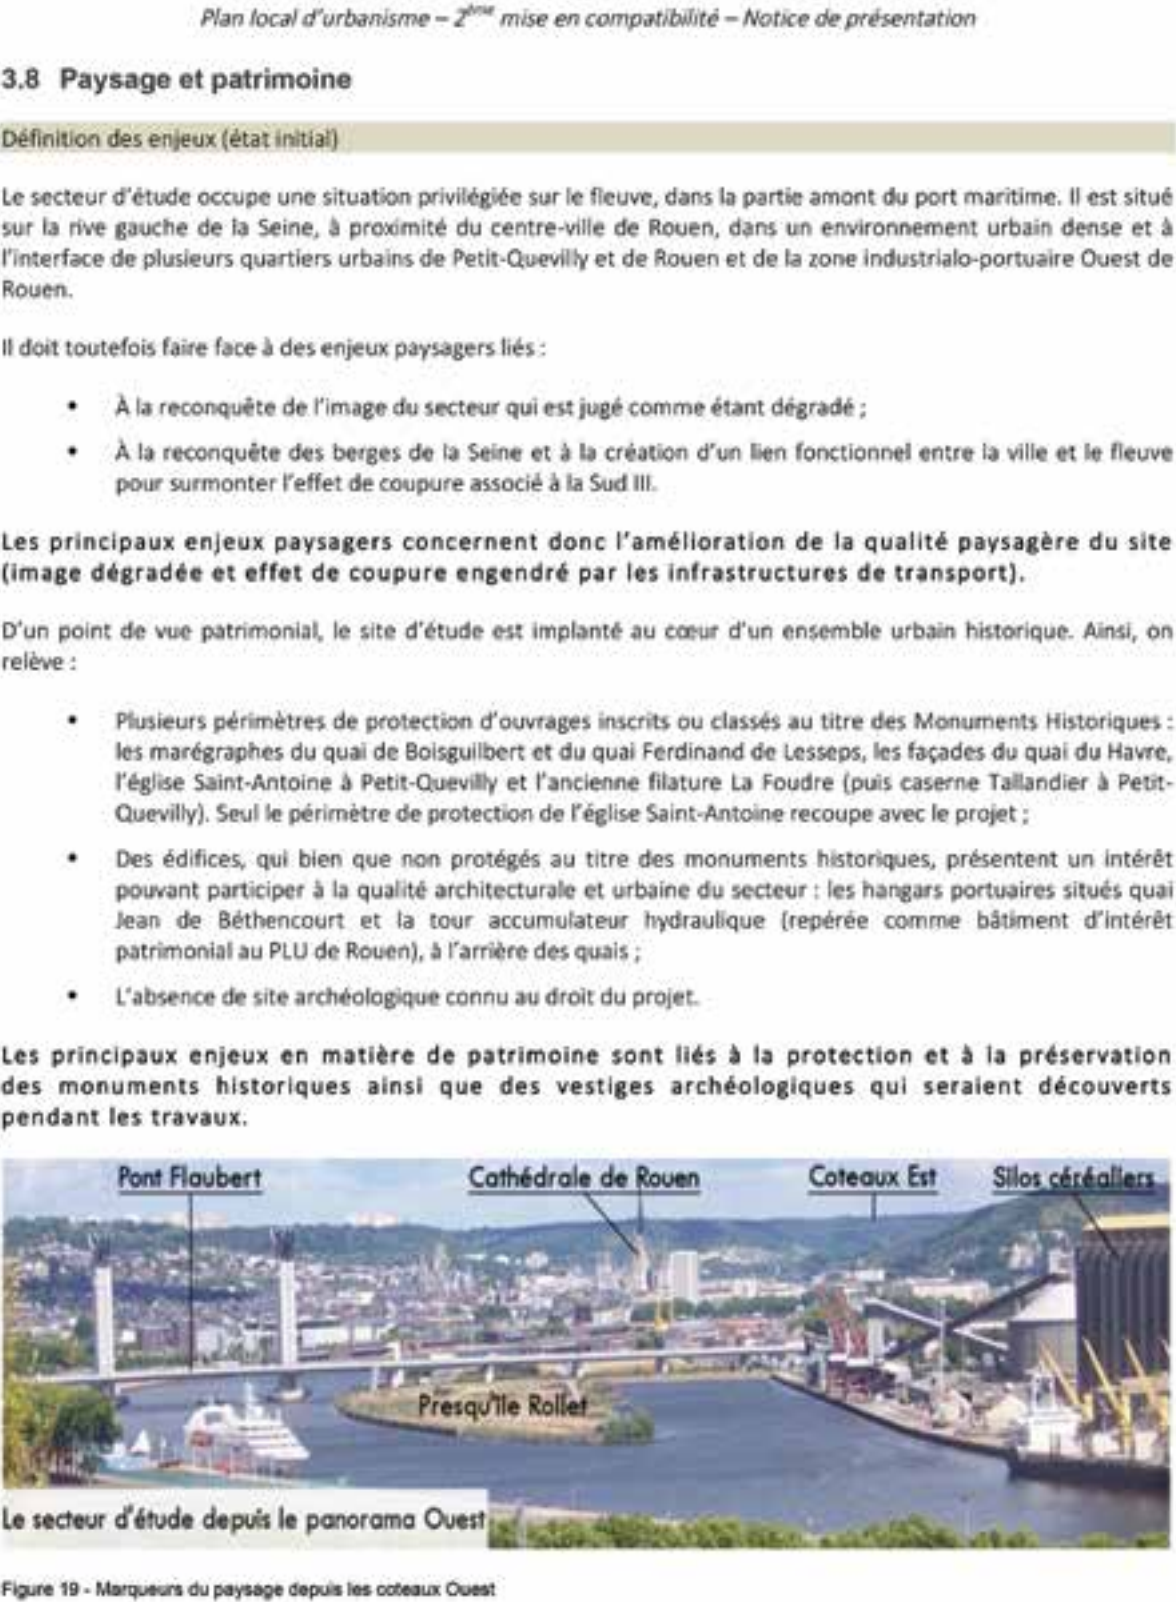 Plan local d'urbanisme – 2ème mise en compatibilité – Notice de présentation
3.8 Paysage et patrimoine
Définition des enjeux (état initial)
Le secteur d'étude occupe une situation privilégiée sur le fleuve, dans la partie amont du port maritime. Il est situé
sur la rive gauche de la Seine, à proximité du centre-ville de Rouen, dans un environnement urbain dense et à
l'interface de plusieurs quartiers urbains de Petit-Quevilly et de Rouen et de la zone industrialo-portuaire Ouest de
Rouen.
Il doit toutefois faire face à des enjeux paysagers liés :
• À la reconquête de l'image du secteur qui est jugé comme étant dégradé ;
• À la reconquête des berges de la Seine et à la création d'un lien fonctionnel entre la ville et le fleuve
pour surmonter l'effet de coupure associé à la Sud III.
Les principaux enjeux paysagers concernent donc l'amélioration de la qualité paysagère du site
(image dégradée et effet de coupure engendré par les infrastructures de transport).
D'un point de vue patrimonial, le site d'étude est implanté au cœur d'un ensemble urbain historique. Ainsi, on
relève :
• Plusieurs périmètres de protection d'ouvrages inscrits ou classés au titre des Monuments Historiques :
les marégraphes du quai de Boisguilbert et du quai Ferdinand de Lesseps, les façades du quai du Havre,
l'église Saint-Antoine à Petit-Quevilly et l'ancienne filature La Foudre (puis caserne Tallandier à Petit-
Quevilly). Seul le périmètre de protection de l'église Saint-Antoine recoupe avec le projet ;
• Des édifices, qui bien que non protégés au titre des monuments historiques, présentent un intérêt
pouvant participer à la qualité architecturale et urbaine du secteur : les hangars portuaires situés quai
Jean de Béthencourt et la tour accumulateur hydraulique (repérée comme bâtiment d'intérêt
patrimonial au PLU de Rouen), à l'arrière des quais ;
• L'absence de site archéologique connu au droit du projet.
Les principaux enjeux en matière de patrimoine sont liés à la protection et à la préservation
des monuments historiques ainsi que des vestiges archéologiques qui seraient découverts
pendant les travaux.
Pont Flaubert Cathédrale de Rouen Coteaux Est Silos céréaliers
Presqu'île Rollet
Le secteur d'étude depuis le panorama Ouest
Figure 19 - Marqueurs du paysage depuis les coteaux Ouest